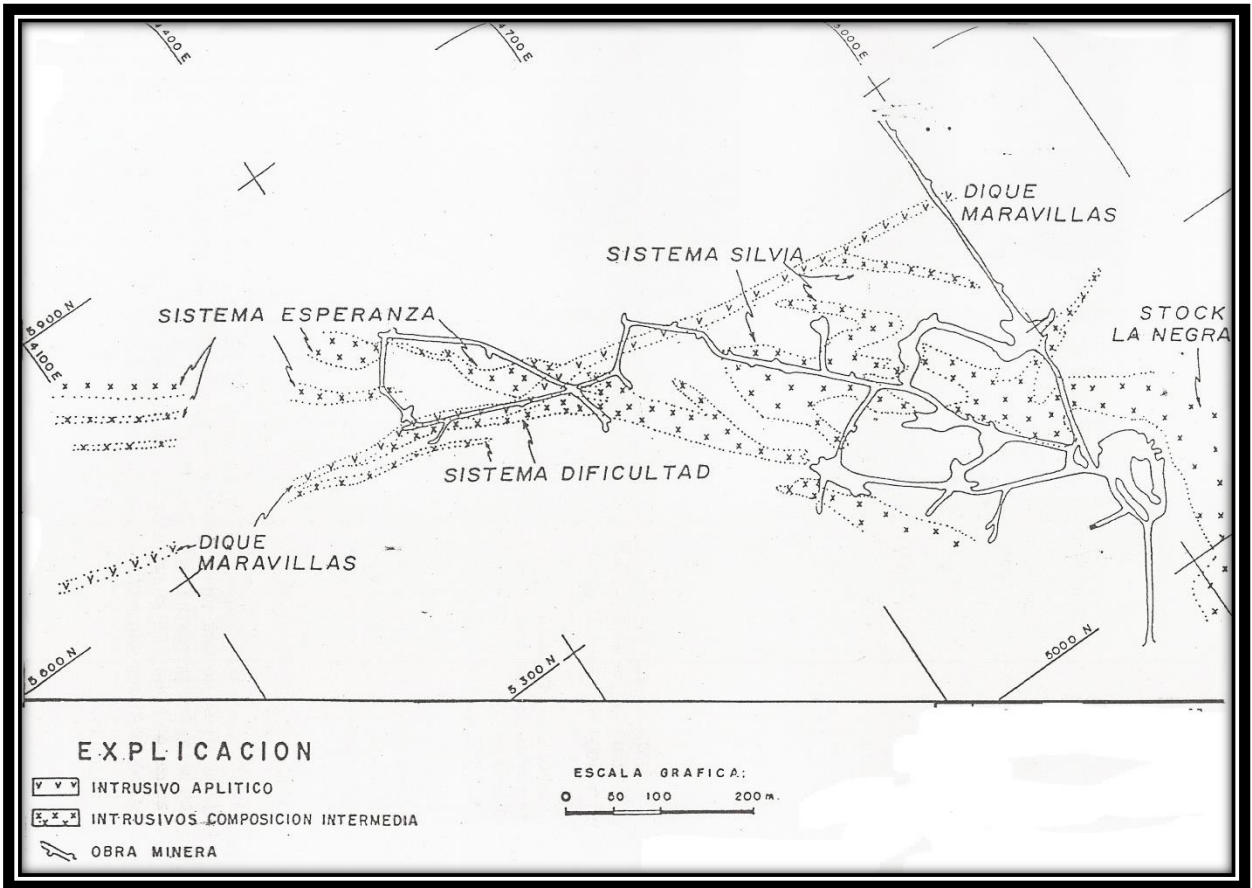 4400 E
4700 E
5000 E
DIQUE
MARAVILLAS
SISTEMA SILVIA
5900 N
4100 E
SISTEMA ESPERANZA
STOCK
LA NEGRA
SISTEMA DIFICULTAD
DIQUE
MARAVILLAS
5600 N
5300 N
5000 N
EXPLICACION
V V V INTRUSIVO APLITICO
X X X X X INTRUSIVOS COMPOSICION INTERMEDIA
OBRA MINERA
ESCALA GRAFICA:
0 50 100 200 m.